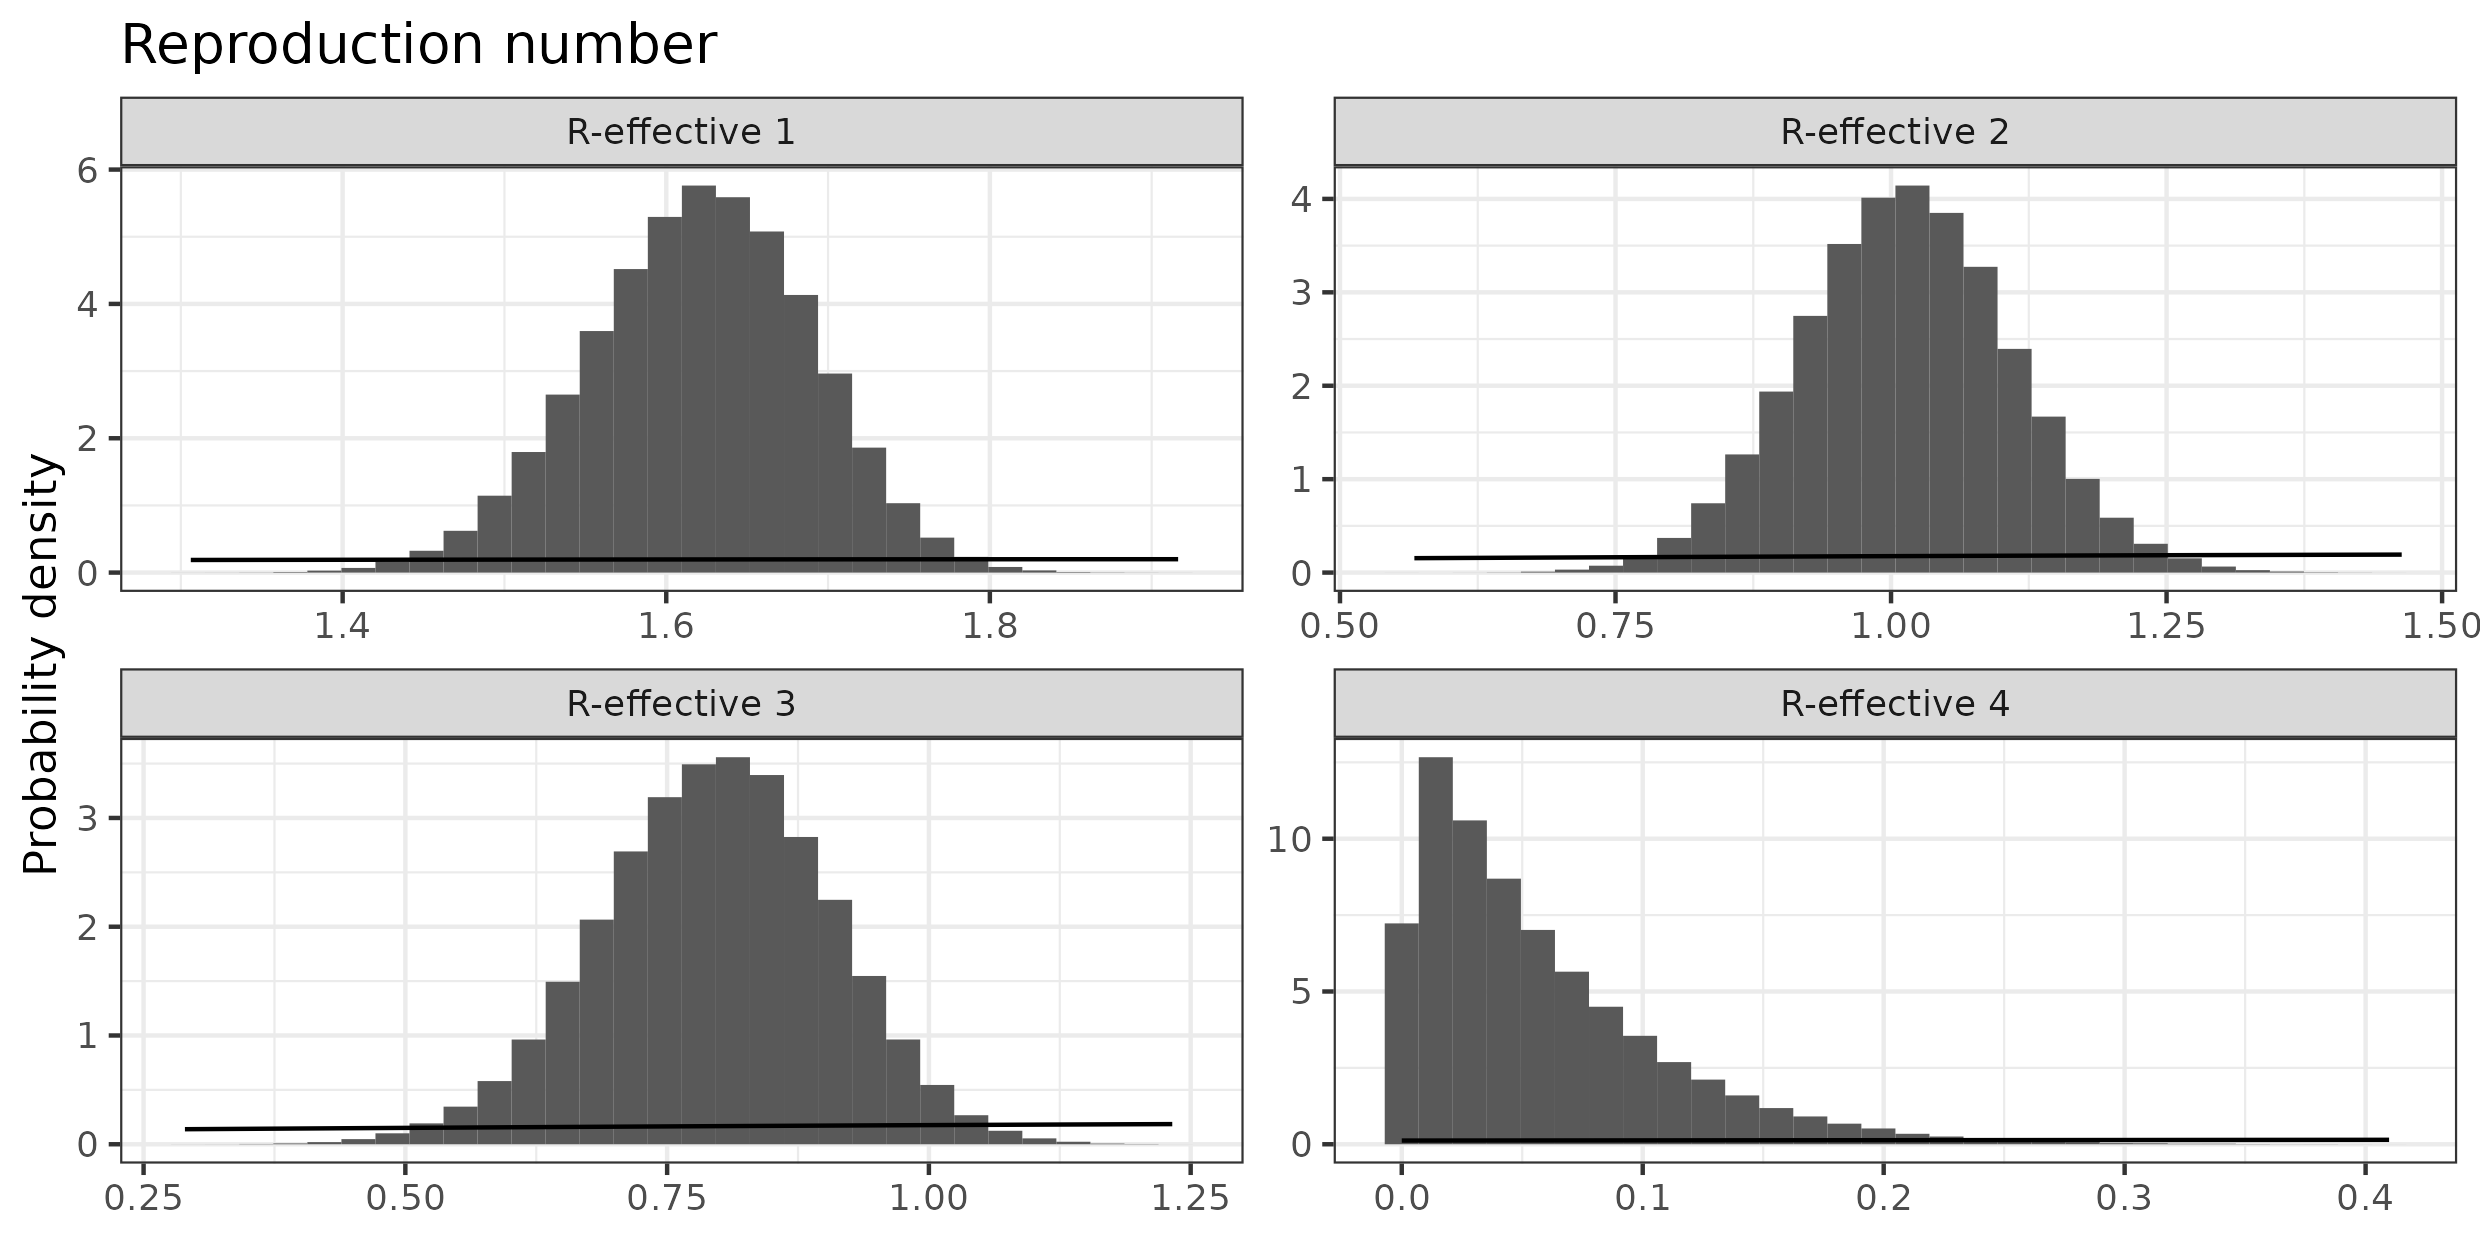 Reproduction number
Probability density
R-effective 1
6
4
2
0
1.4 1.6 1.8
R-effective 2
4
3
2
1
0
0.50 0.75 1.00 1.25 1.50
R-effective 3
3
2
1
0
0.25 0.50 0.75 1.00 1.25
R-effective 4
10
5
0
0.0 0.1 0.2 0.3 0.4